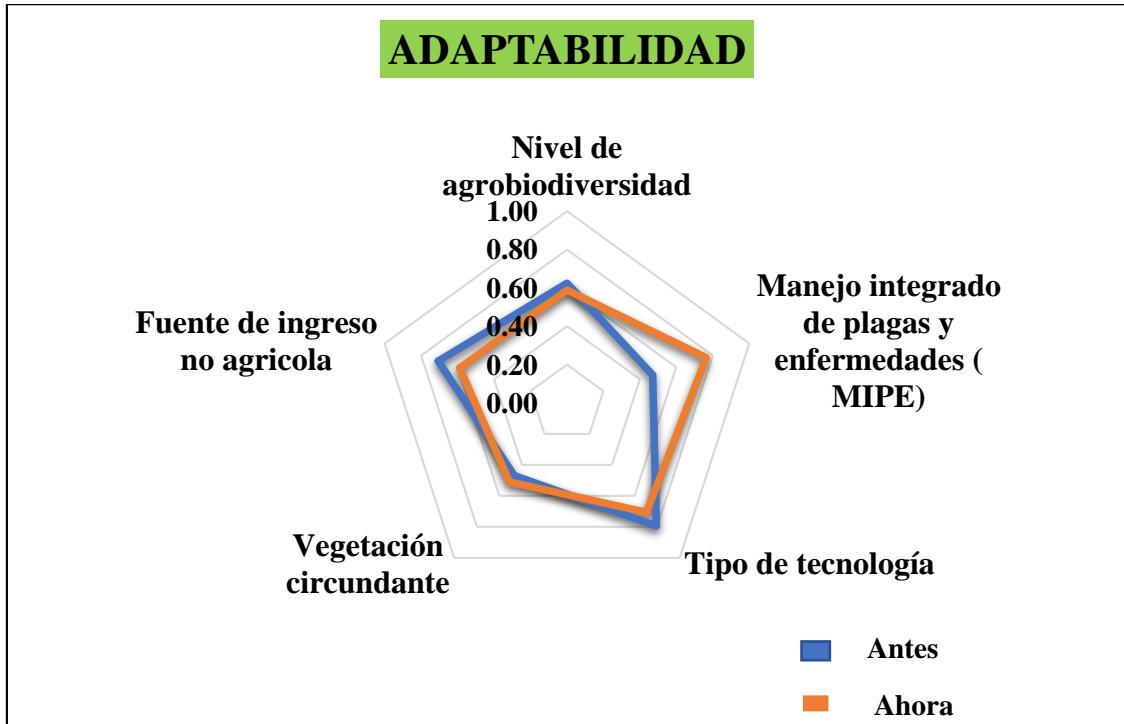 ADAPTABILIDAD
Nivel de
agrobiodiversidad
1.00
0.80
0.60
0.40
0.20
0.00
Manejo integrado
de plagas y
enfermedades (
MIPE)
Fuente de ingreso
no agricola
Vegetación
circundante
Tipo de tecnología
Antes
Ahora